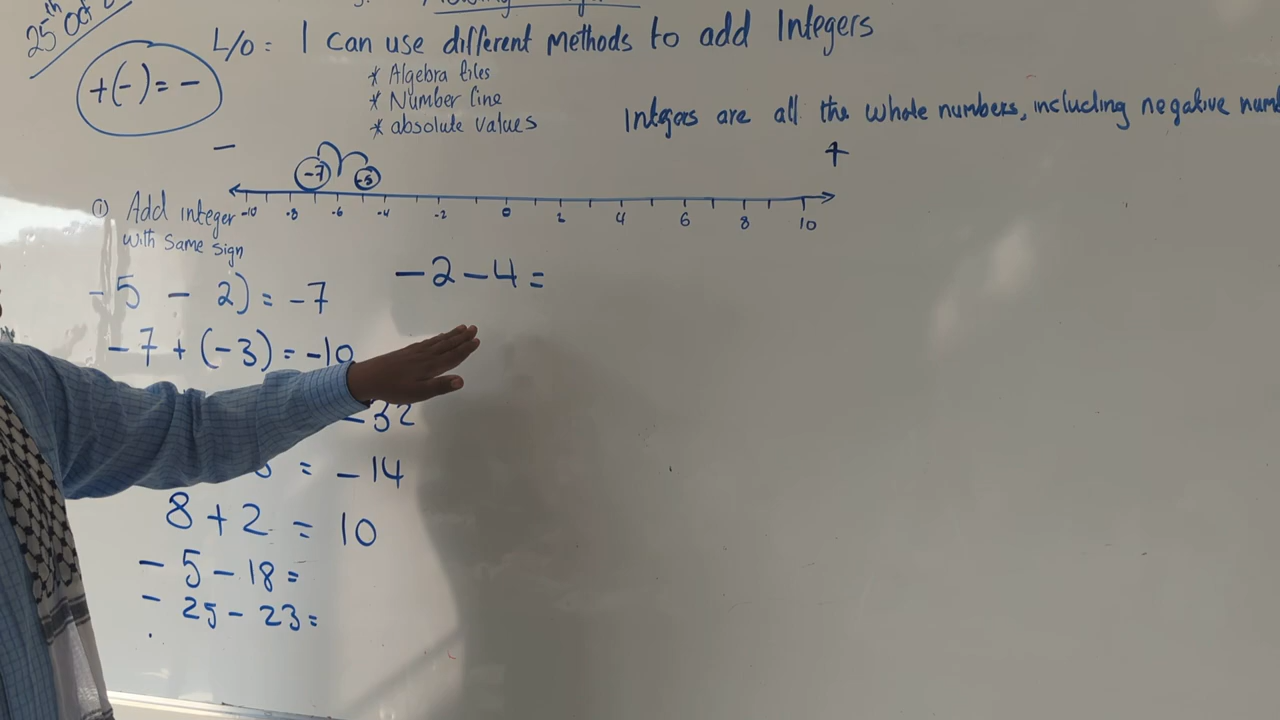 25th Oct
L/O: I can use different methods to add Integers
+(-) = -
* Algebra tiles
* Number line
* absolute values
Integers are all the whole numbers, including negative
- +
-7 -5
-10 -8 -6 -4 -2 0 2 4 6 8 10
① Add integer
with same sign
-5 - 2) = -7
-2-4=
-7+(-3) = -10
-32
= -14
8+2 = 10
-5-18=
-25-23=